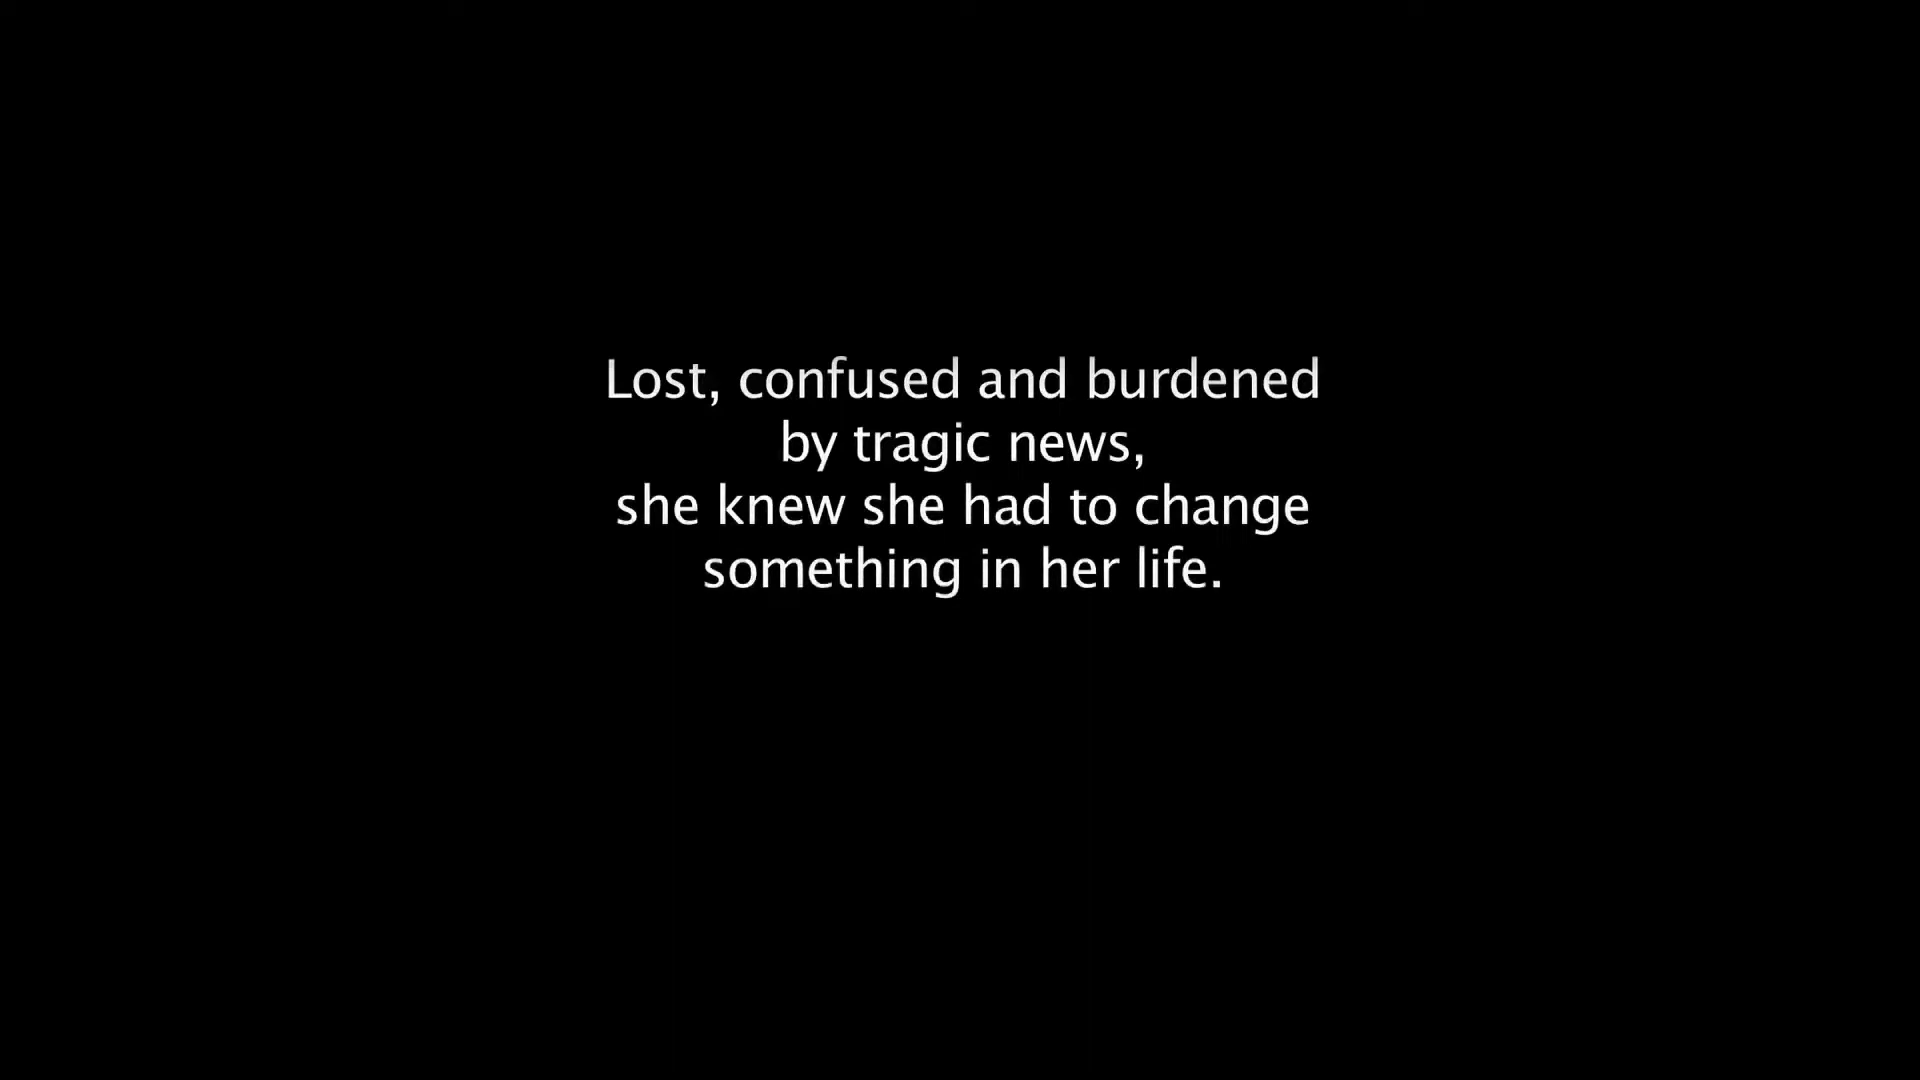 Lost, confused and burdened
by tragic news,
she knew she had to change
something in her life.